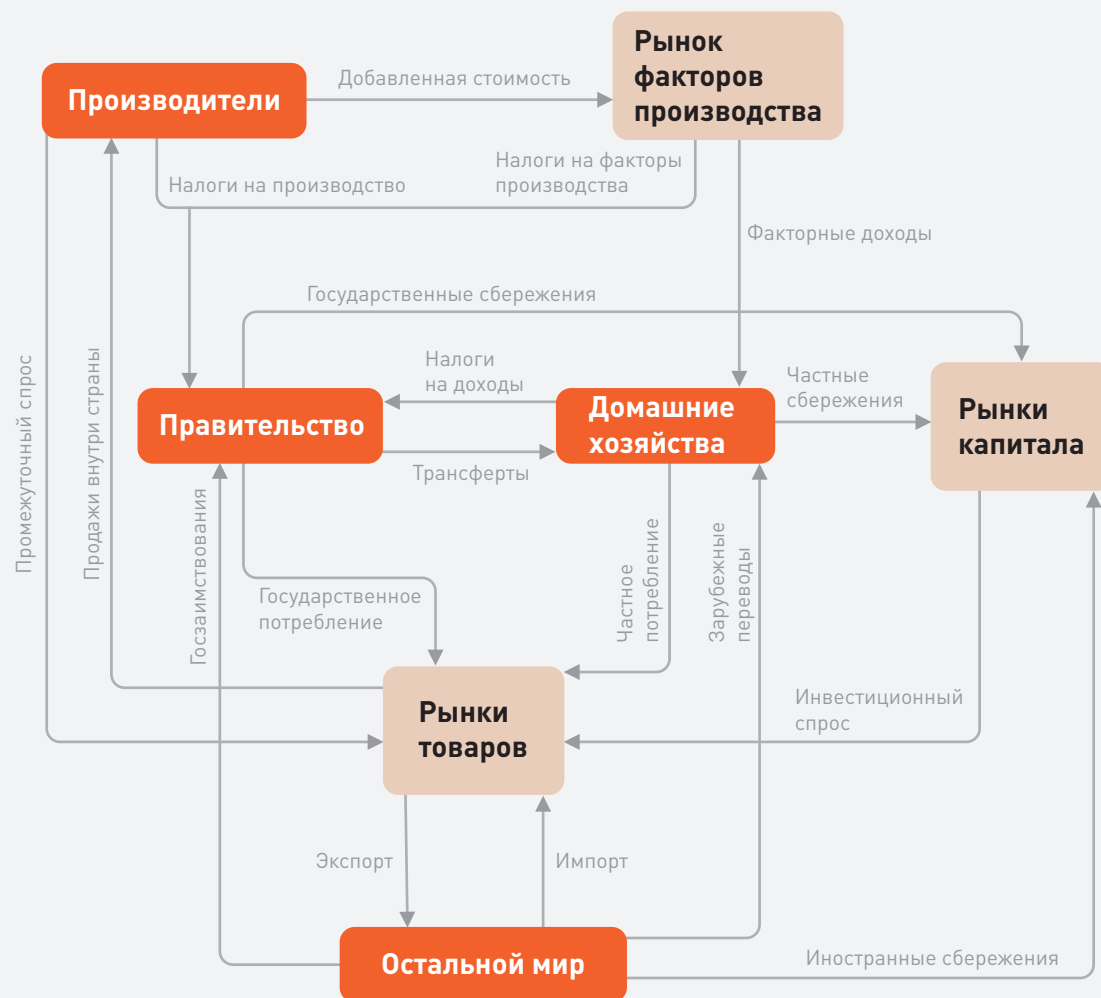 Рынок
факторов
производства
Производители
Добавленная стоимость
Налоги на факторы
производства
Налоги на производство
Факторные доходы
Государственные сбережения
Промежуточный спрос
Продажи внутри страны
Налоги
на доходы
Частные
сбережения
Правительство
Домашние
хозяйства
Рынки
капитала
Трансферты
Госзаимствования
Государственное
потребление
Частное
потребление
Зарубежные
переводы
Инвестиционный
спрос
Рынки
товаров
Экспорт
Импорт
Остальной мир
Иностранные сбережения